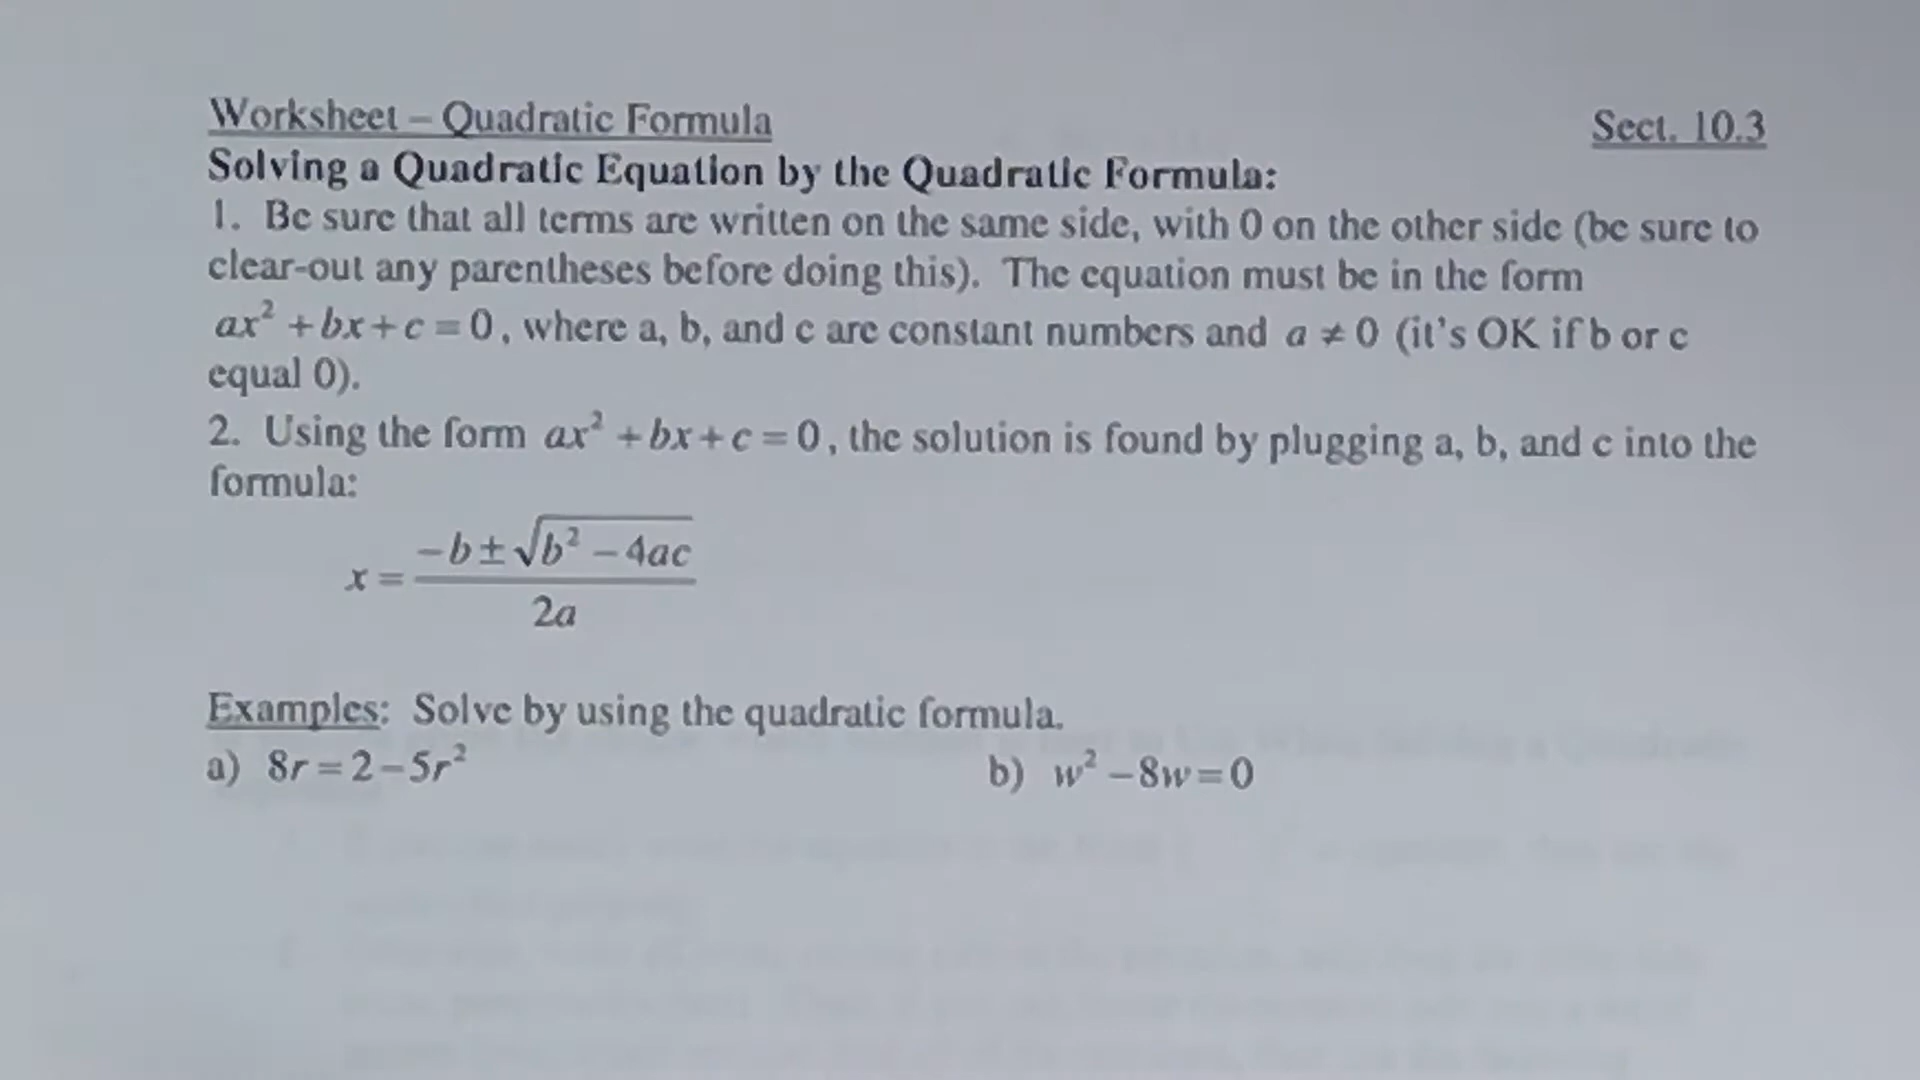 Worksheet – Quadratic Formula Sect. 10.3
Solving a Quadratic Equation by the Quadratic Formula:
1. Be sure that all terms are written on the same side, with 0 on the other side (be sure to
clear-out any parentheses before doing this). The equation must be in the form
ax² + bx + c = 0, where a, b, and c are constant numbers and a ≠ 0 (it's OK if b or c
equal 0).
2. Using the form ax² + bx + c = 0, the solution is found by plugging a, b, and c into the
formula:
x = (-b ± √(b² – 4ac)) / 2a
Examples: Solve by using the quadratic formula.
a) 8r = 2 – 5r² b) w² – 8w = 0